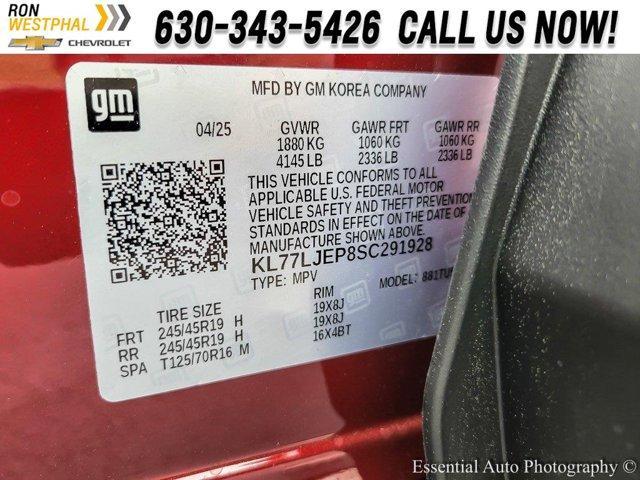 RON
WESTPHAL
CHEVROLET
630-343-5426 CALL US NOW!
gm
MFD BY GM KOREA COMPANY
04/25 GVWR GAWR FRT GAWR RR
1880 KG 1060 KG 1060 KG
4145 LB 2336 LB 2336 LB
THIS VEHICLE CONFORMS TO ALL
APPLICABLE U.S. FEDERAL MOTOR
VEHICLE SAFETY AND THEFT PREVENTION
STANDARDS IN EFFECT ON THE DATE OF
MANUFACTURE SHOWN ABOVE.
KL77LJEP8SC291928
TYPE: MPV MODEL:
TIRE SIZE RIM
FRT 245/45R19 H 19X8J
RR 245/45R19 H 19X8J
SPA T125/70R16 M 16X4BT
Essential Auto Photography ©